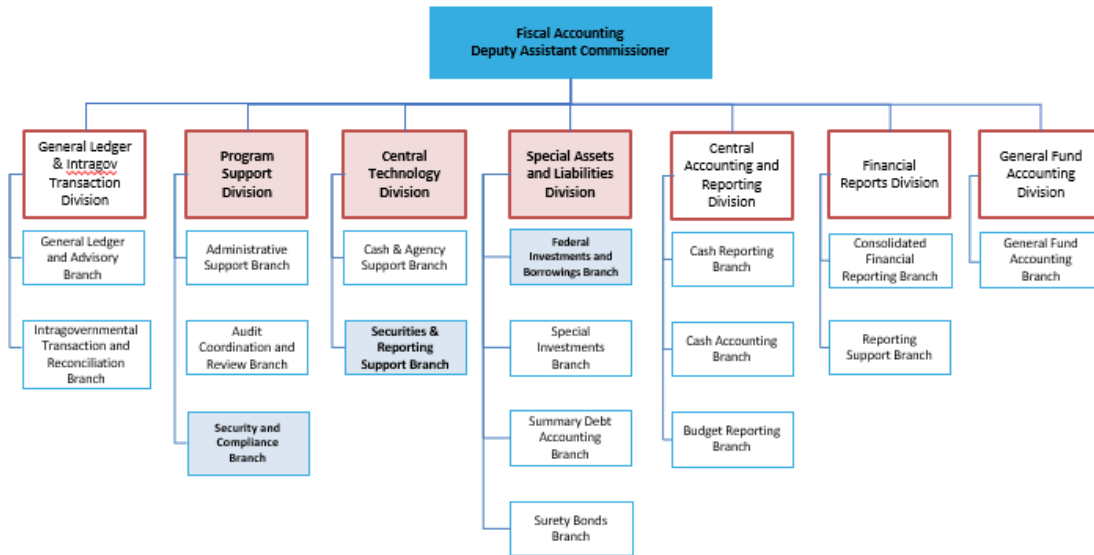 Fiscal Accounting
Deputy Assistant Commissioner
General Ledger
& Intragov
Transaction
Division
Program
Support
Division
Central
Technology
Division
Special Assets
and Liabilities
Division
Central
Accounting and
Reporting
Division
Financial
Reports Division
General Fund
Accounting
Division
General Ledger
and Advisory
Branch
Administrative
Support Branch
Cash & Agency
Support Branch
Federal
Investments and
Borrowings Branch
Cash Reporting
Branch
Consolidated
Financial
Reporting Branch
General Fund
Accounting
Branch
Intragovernmental
Transaction and
Reconciliation
Branch
Audit
Coordination and
Review Branch
Securities &
Reporting
Support Branch
Special
Investments
Branch
Cash Accounting
Branch
Reporting
Support Branch
Security and
Compliance
Branch
Summary Debt
Accounting
Branch
Budget Reporting
Branch
Surety Bonds
Branch